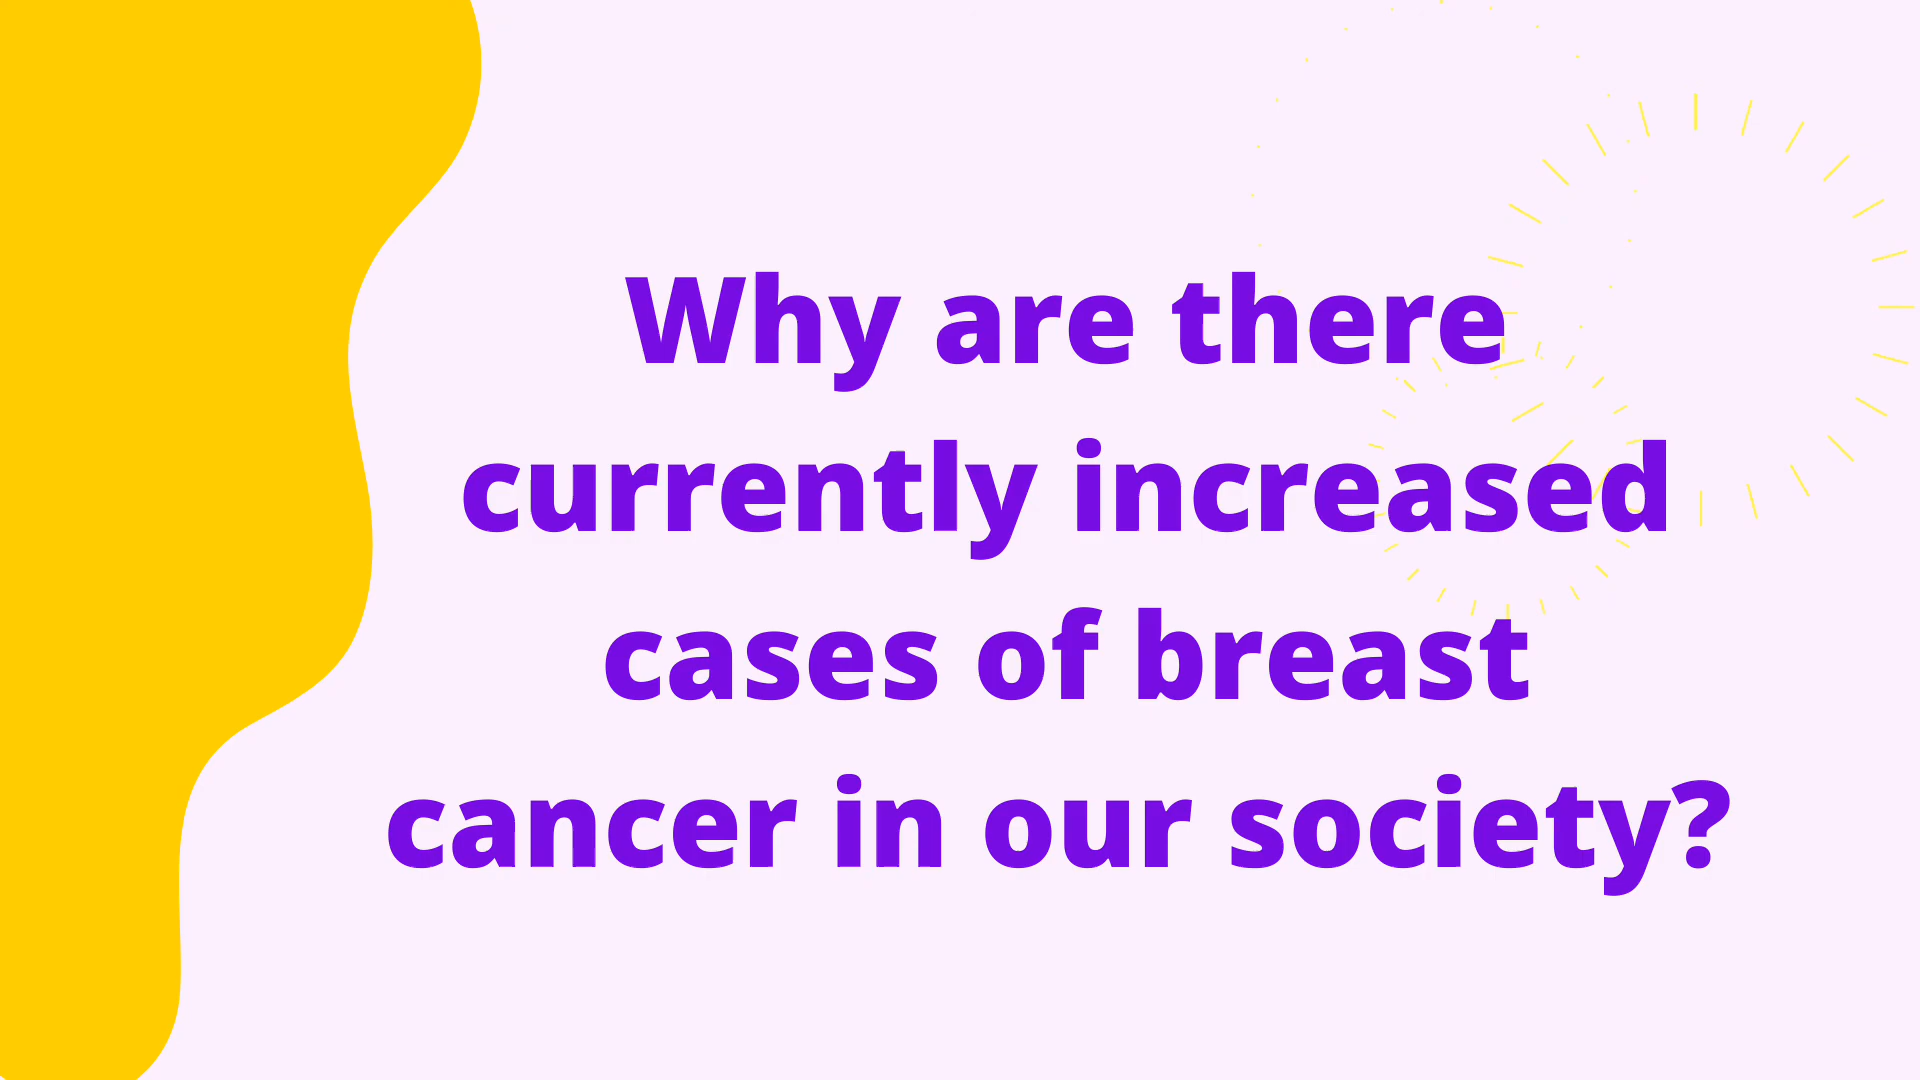 Why are there
currently increased
cases of breast
cancer in our society?